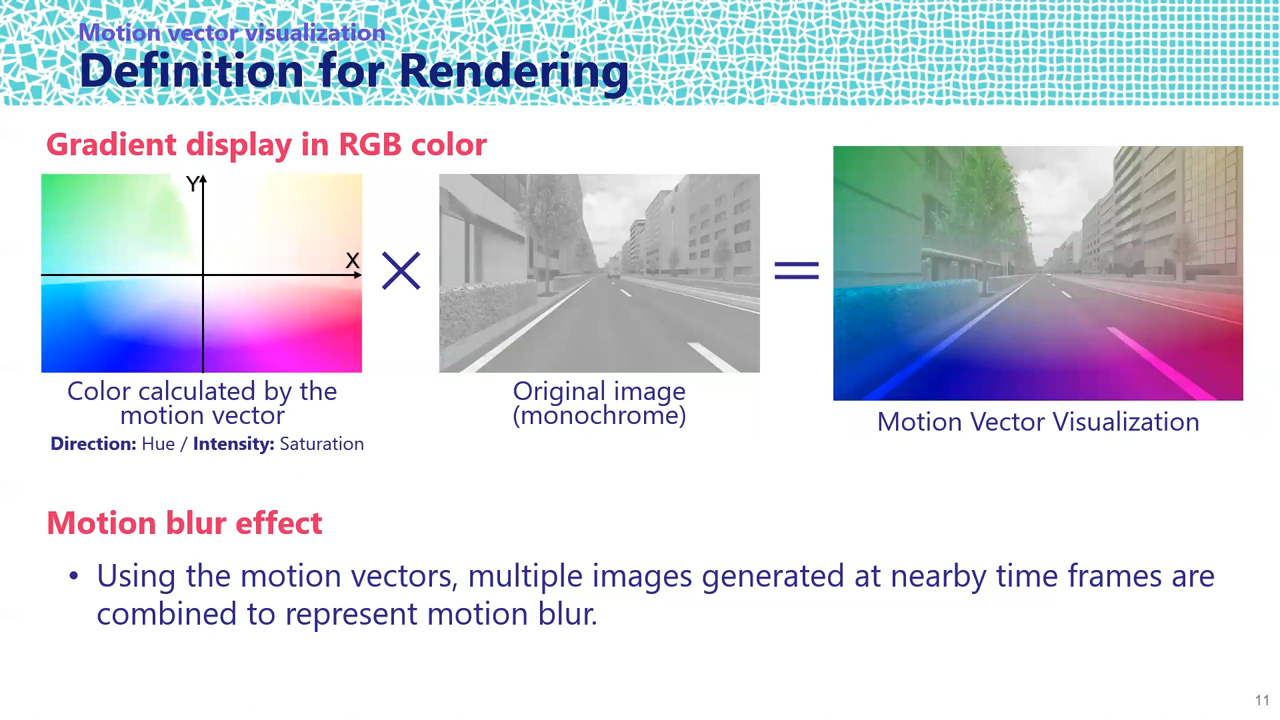 Motion vector visualization
Definition for Rendering
Gradient display in RGB color
Y
X
Color calculated by the
motion vector
Direction: Hue / Intensity: Saturation
Original image
(monochrome)
Motion Vector Visualization
Motion blur effect
• Using the motion vectors, multiple images generated at nearby time frames are
combined to represent motion blur.
11